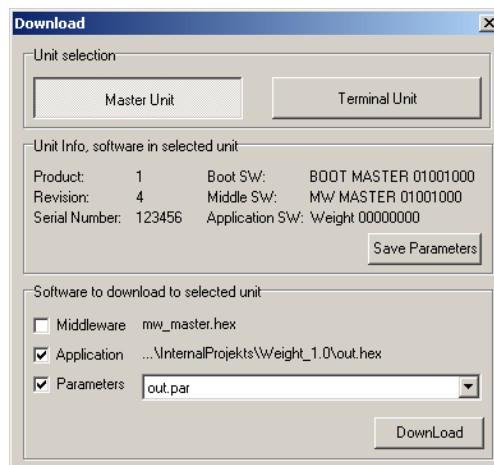 Download
Unit selection
Master Unit Terminal Unit
Unit Info, software in selected unit
Product: 1 Boot SW: BOOT MASTER 01001000
Revision: 4 Middle SW: MW MASTER 01001000
Serial Number: 123456 Application SW: Weight 00000000
Save Parameters
Software to download to selected unit
Middleware mw_master.hex
Application ...\InternalProjekts\Weight_1.0\out.hex
Parameters out.par
DownLoad